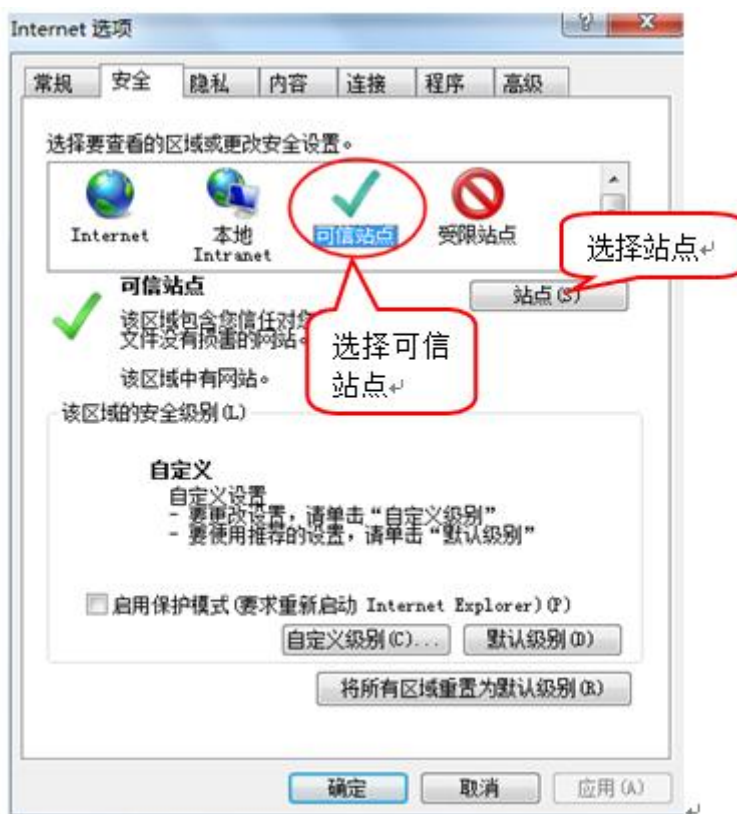 Internet 选项
常规 安全 隐私 内容 连接 程序 高级
选择要查看的区域或更改安全设置。
Internet
本地
Intranet
可信站点
受限站点
选择站点
可信站点
站点(S)
该区域包含您信任对您
文件没有损害的网站。
选择可信
站点
该区域中有网站。
该区域的安全级别(L)
自定义
自定义设置
- 要更改设置，请单击“自定义级别”
- 要使用推荐的设置，请单击“默认级别”
启用保护模式(要求重新启动 Internet Explorer)(P)
自定义级别(C)... 默认级别(D)
将所有区域重置为默认级别(R)
确定 取消 应用(A)